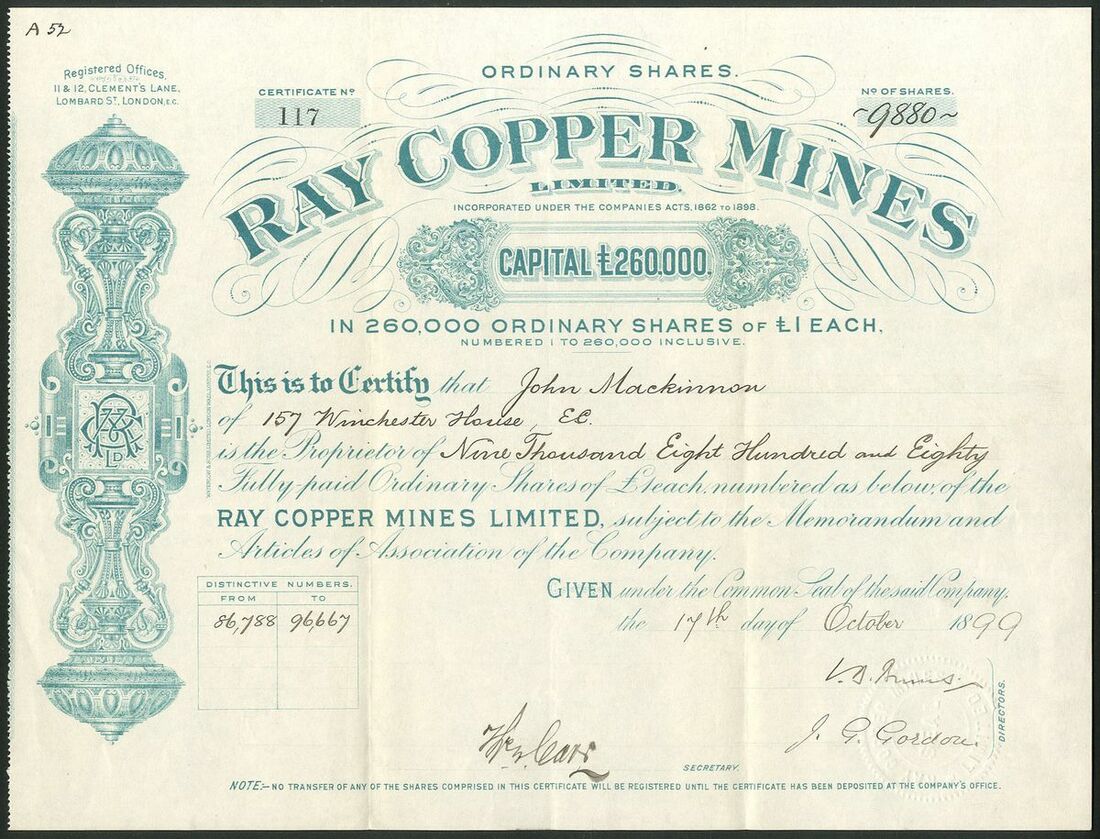 A 52
Registered Offices,
11 & 12, CLEMENT'S LANE,
LOMBARD ST, LONDON, E.C.
CERTIFICATE Nº
117
ORDINARY SHARES.
Nº OF SHARES.
~9880~
RAY COPPER MINES
LIMITED.
INCORPORATED UNDER THE COMPANIES ACTS, 1862 TO 1898.
CAPITAL £260.000.
IN 260,000 ORDINARY SHARES OF £1 EACH,
NUMBERED 1 TO 260,000 INCLUSIVE.
This is to Certify that John Mackinnon
of 157 Winchester House, E.C.
is the Proprietor of Nine Thousand Eight Hundred and Eighty
Fully-paid Ordinary Shares of £1 each, numbered as below, of the
RAY COPPER MINES LIMITED, subject to the Memorandum and
Articles of Association of the Company.
GIVEN under the Common Seal of the said Company,
the 17th day of October 1899
DISTINCTIVE NUMBERS.
FROM TO
86,788 96,667
J. G. Gordon.
DIRECTORS.
SECRETARY.
NOTE:—NO TRANSFER OF ANY OF THE SHARES COMPRISED IN THIS CERTIFICATE WILL BE REGISTERED UNTIL THE CERTIFICATE HAS BEEN DEPOSITED AT THE COMPANY'S OFFICE.